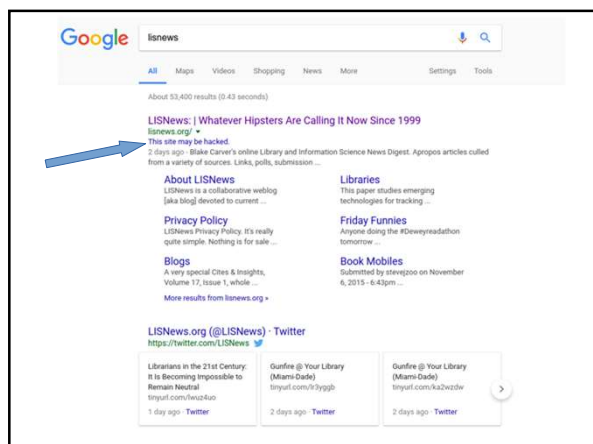 Google
lisnews
All Maps Videos Shopping News More Settings Tools
About 53,400 results (0.43 seconds)
LISNews: | Whatever Hipsters Are Calling It Now Since 1999
lisnews.org/
This site may be hacked.
2 days ago - Blake Carver's online Library and Information Science News Digest. Apropos articles culled
from a variety of sources. Links, polls, submission ...
About LISNews
LISNews is a collaborative weblog
[aka blog] devoted to current ...
Libraries
This paper studies emerging
technologies for tracking ...
Privacy Policy
LISNews Privacy Policy. It's really
quite simple. Nothing is for sale ...
Friday Funnies
Anyone doing the #Deweyreadathon
tomorrow ...
Blogs
A very special Cites & Insights,
Volume 17, Issue 1, whole ...
Book Mobiles
Submitted by stevejzoo on November
6, 2015 - 6:43pm ...
More results from lisnews.org »
LISNews.org (@LISNews) · Twitter
https://twitter.com/LISNews
Librarians in the 21st Century:
It Is Becoming Impossible to
Remain Neutral
tinyurl.com/lwuz4uo
1 day ago · Twitter
Gunfire @ Your Library
(Miami-Dade)
tinyurl.com/lr3yggb
2 days ago · Twitter
Gunfire @ Your Library
(Miami-Dade)
tinyurl.com/ka2wzdw
2 days ago · Twitter